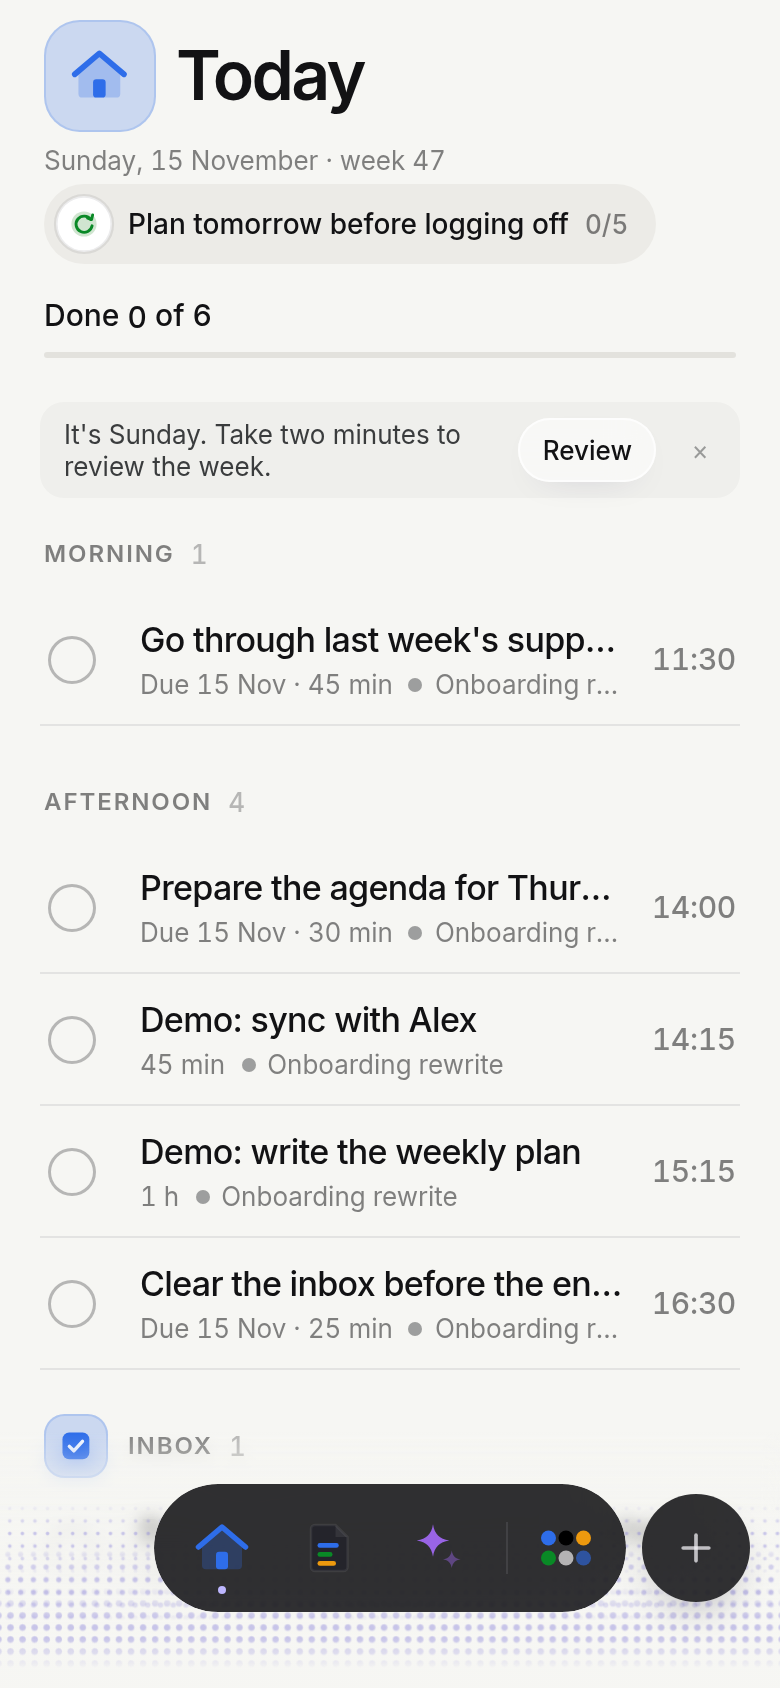 Today
Sunday, 15 November · week 47
Plan tomorrow before logging off 0/5
Done 0 of 6
It's Sunday. Take two minutes to
review the week.
Review ×
MORNING 1
Go through last week's supp...
11:30
Due 15 Nov · 45 min ● Onboarding r...
AFTERNOON 4
Prepare the agenda for Thur...
14:00
Due 15 Nov · 30 min ● Onboarding r...
Demo: sync with Alex
14:15
45 min ● Onboarding rewrite
Demo: write the weekly plan
15:15
1 h ● Onboarding rewrite
Clear the inbox before the en...
16:30
Due 15 Nov · 25 min ● Onboarding r...
INBOX 1